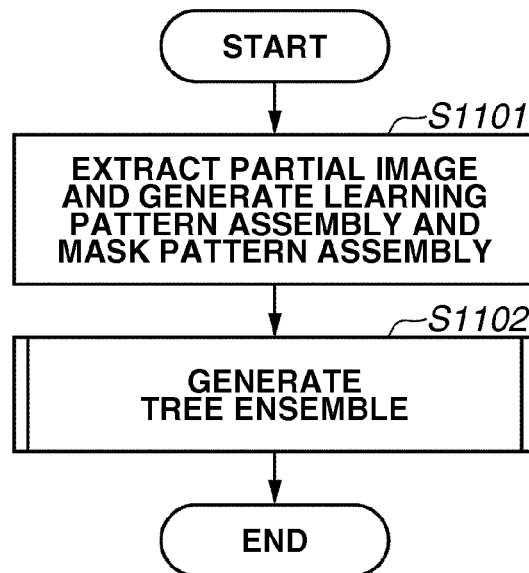 START
S1101
EXTRACT PARTIAL IMAGE
AND GENERATE LEARNING
PATTERN ASSEMBLY AND
MASK PATTERN ASSEMBLY
S1102
GENERATE
TREE ENSEMBLE
END